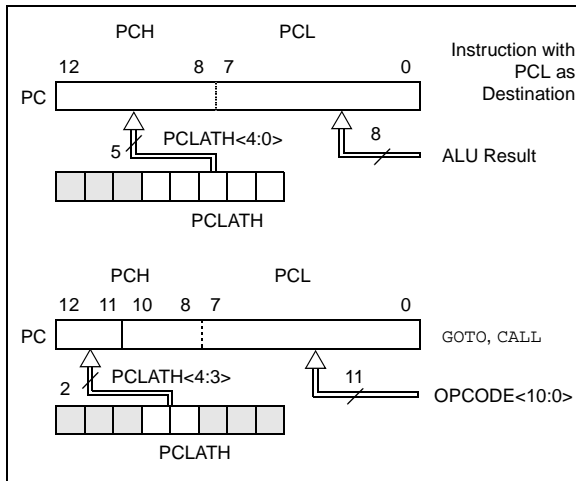 PCH PCL
12 8 7 0
Instruction with
PCL as
Destination
PC
5 PCLATH<4:0> 8
ALU Result
PCLATH
PCH PCL
12 11 10 8 7 0
PC GOTO, CALL
2 PCLATH<4:3> 11
OPCODE<10:0>
PCLATH